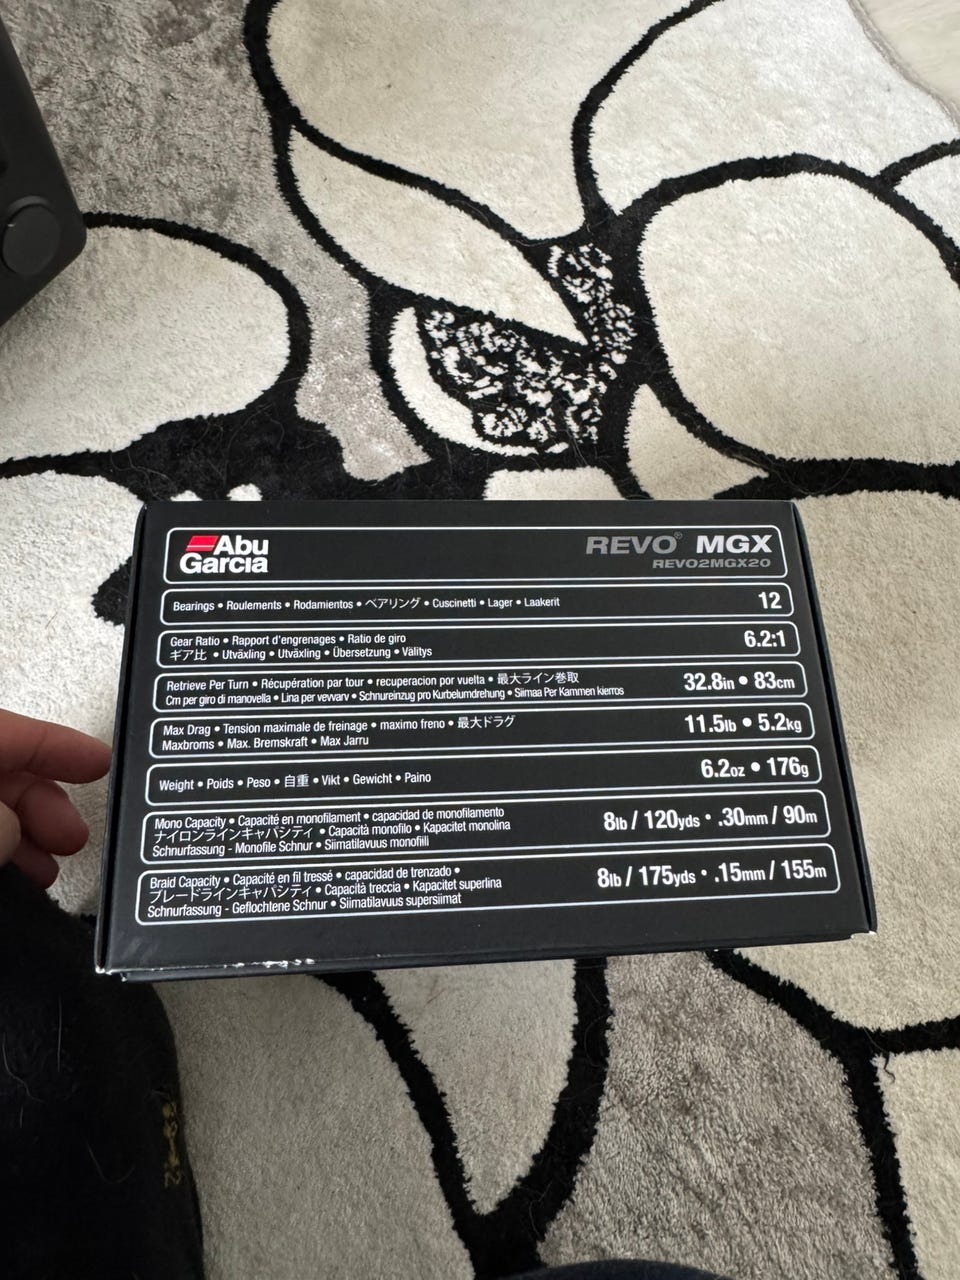 Abu
Garcia
REVO® MGX
REVO2MGX20
Bearings • Roulements • Rodamientos • ベアリング • Cuscinetti • Lager • Laakerit
12
Gear Ratio • Rapport d'engrenages • Ratio de giro
ギア比 • Utväxling • Utväxling • Übersetzung • Välitys
6.2:1
Retrieve Per Turn • Récupération par tour • recuperacion por vuelta • 最大ライン巻取
Cm per giro di manovella • Lina per vevvarv • Schnureinzug pro Kurbelumdrehung • Siimaa Per Kammen kierros
32.8in • 83cm
Max Drag • Tension maximale de freinage • maximo freno • 最大ドラグ
Maxbroms • Max. Bremskraft • Max Jarru
11.5lb • 5.2kg
Weight • Poids • Peso • 自重 • Vikt • Gewicht • Paino
6.2oz • 176g
Mono Capacity • Capacité en monofilament • capacidad de monofilamento
ナイロンラインキャパシティ • Capacità monofilo • Kapacitet monolina
Schnurfassung - Monofile Schnur • Siimatilavuus monofiili
8lb / 120yds · .30mm / 90m
Braid Capacity • Capacité en fil tressé • capacidad de trenzado •
ブレードラインキャパシティ • Capacità treccia • Kapacitet superlina
Schnurfassung - Geflochtene Schnur • Siimatilavuus supersiimat
8lb / 175yds · .15mm / 155m